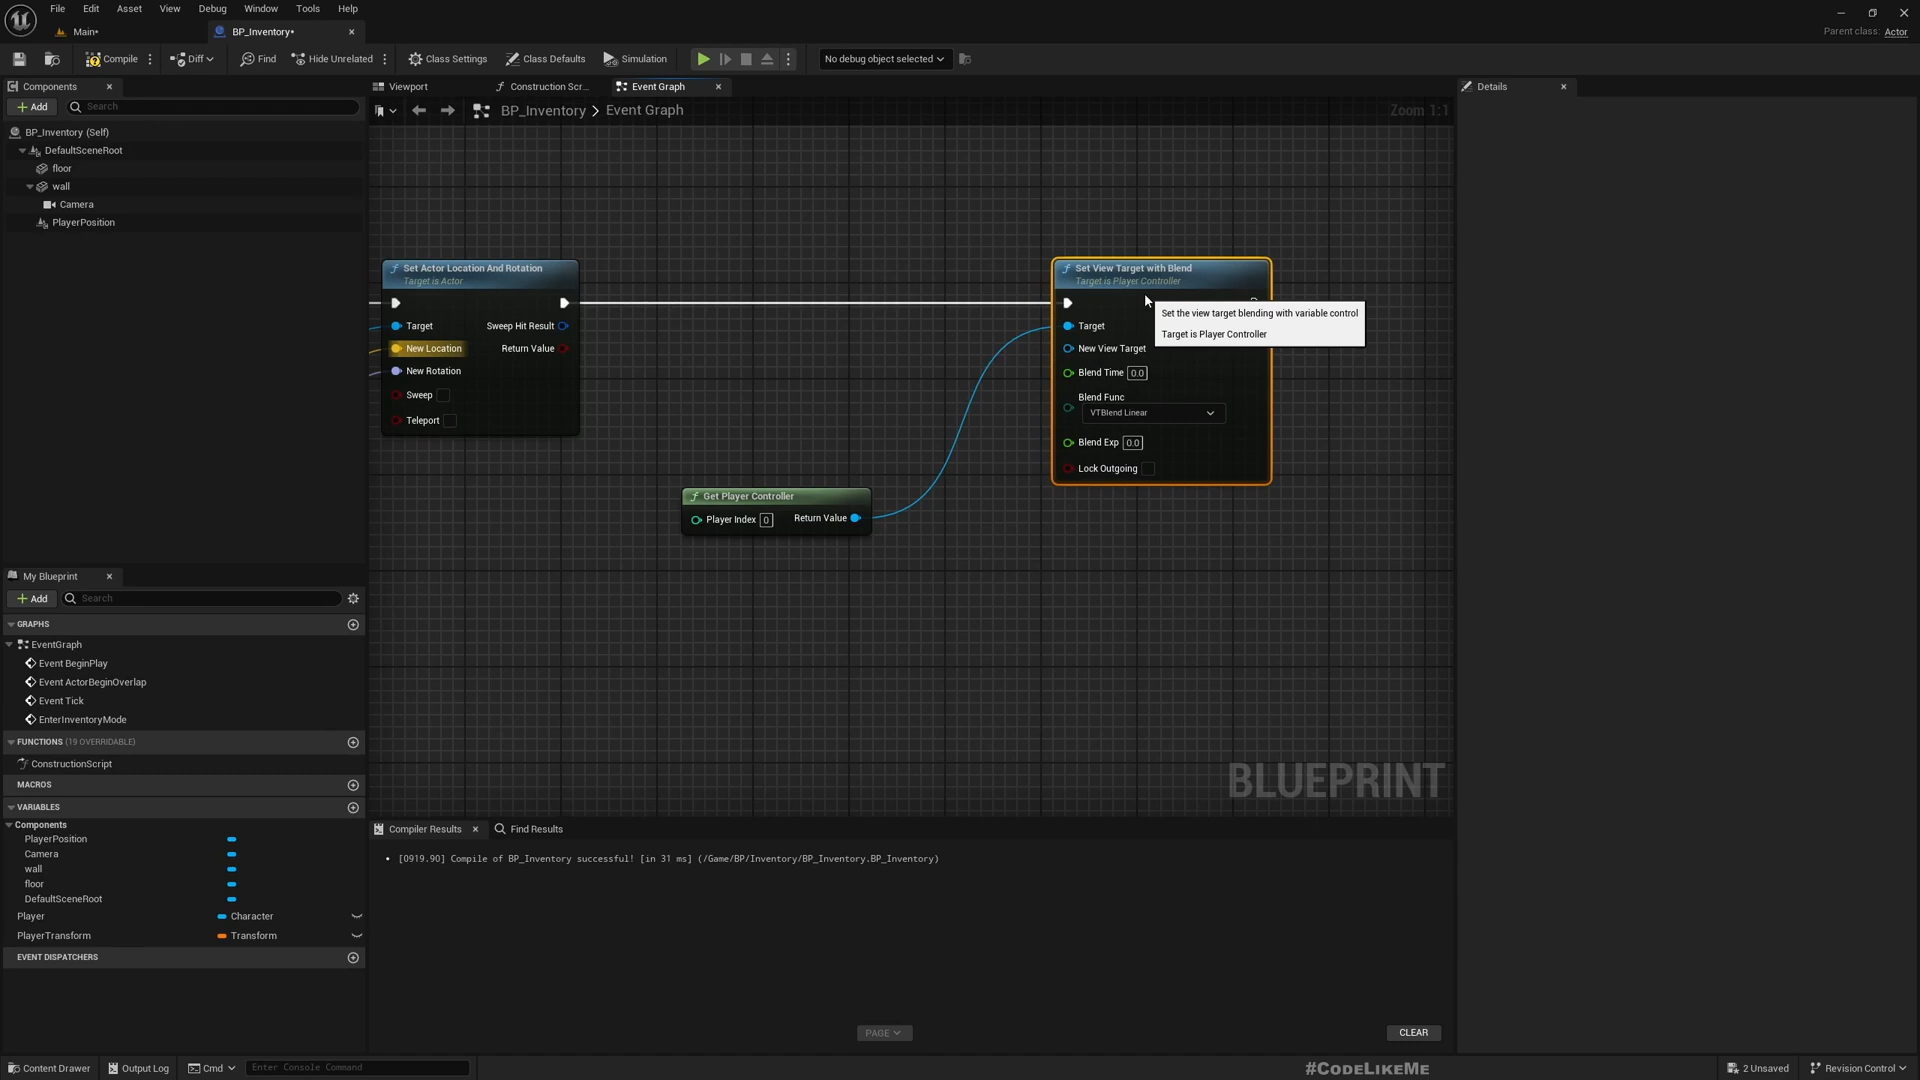 File Edit Asset View Debug Window Tools Help
Main•
BP_Inventory•
Parent class: Actor
Compile
Diff
Find
Hide Unrelated
Class Settings
Class Defaults
Simulation
No debug object selected
Components
Add
Search
BP_Inventory (Self)
DefaultSceneRoot
floor
wall
Camera
PlayerPosition
Viewport
Construction Scr...
Event Graph
BP_Inventory > Event Graph
Zoom 1:1
Details
Set Actor Location And Rotation
Target is Actor
Target
Sweep Hit Result
New Location
Return Value
New Rotation
Sweep
Teleport
Get Player Controller
Player Index 0
Return Value
Set View Target with Blend
Target is Player Controller
Target
New View Target
Blend Time 0.0
Blend Func
VTBlend Linear
Blend Exp 0.0
Lock Outgoing
Set the view target blending with variable control
Target is Player Controller
BLUEPRINT
My Blueprint
Add
Search
GRAPHS
EventGraph
Event BeginPlay
Event ActorBeginOverlap
Event Tick
EnterInventoryMode
FUNCTIONS (19 OVERRIDABLE)
ConstructionScript
MACROS
VARIABLES
Components
PlayerPosition
Camera
wall
floor
DefaultSceneRoot
Player Character
PlayerTransform Transform
EVENT DISPATCHERS
Compiler Results
Find Results
• [0919.90] Compile of BP_Inventory successful! [in 31 ms] (/Game/BP/Inventory/BP_Inventory.BP_Inventory)
PAGE
CLEAR
Content Drawer
Output Log
Cmd
Enter Console Command
#CODELIKEME
2 Unsaved
Revision Control